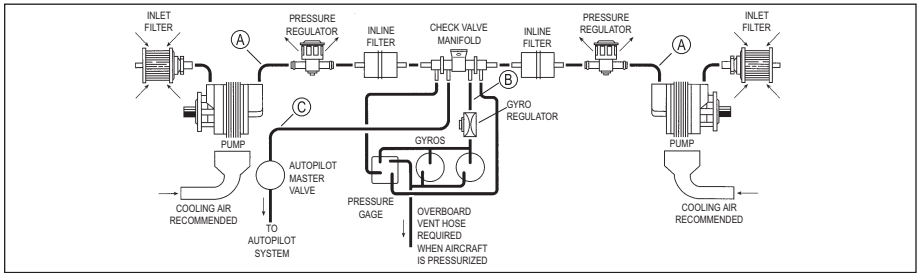 INLET
FILTER
PRESSURE
REGULATOR
INLINE
FILTER
CHECK VALVE
MANIFOLD
INLINE
FILTER
PRESSURE
REGULATOR
INLET
FILTER
A
A
B
C
GYRO
REGULATOR
PUMP
GYROS
PUMP
AUTOPILOT
MASTER
VALVE
COOLING AIR
RECOMMENDED
PRESSURE
GAGE
OVERBOARD
VENT HOSE
REQUIRED
WHEN AIRCRAFT
IS PRESSURIZED
COOLING AIR
RECOMMENDED
TO
AUTOPILOT
SYSTEM